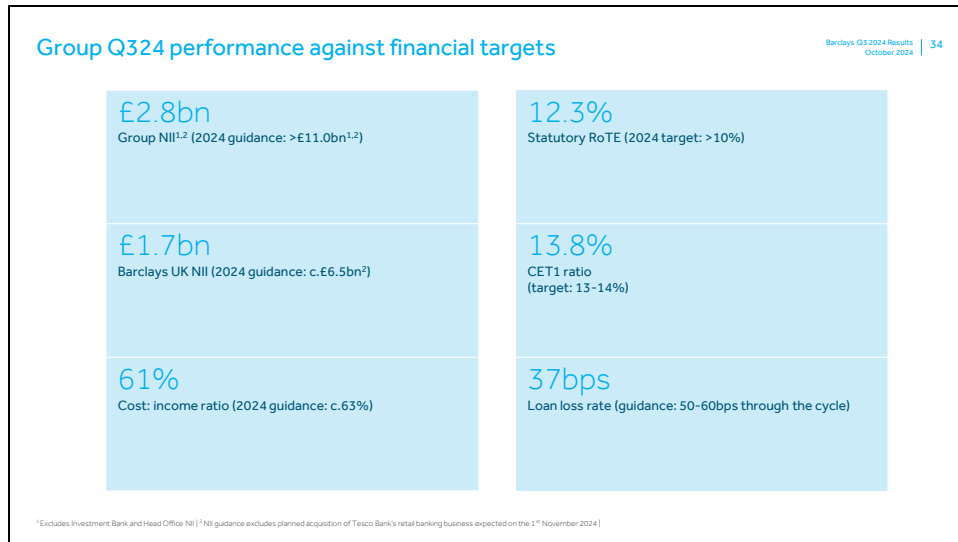 Group Q324 performance against financial targets
Barclays Q3 2024 Results
October 2024
34
£2.8bn
Group NII¹,² (2024 guidance: >£11.0bn¹,²)
£1.7bn
Barclays UK NII (2024 guidance: c.£6.5bn²)
61%
Cost: income ratio (2024 guidance: c.63%)
12.3%
Statutory RoTE (2024 target: >10%)
13.8%
CET1 ratio
(target: 13-14%)
37bps
Loan loss rate (guidance: 50-60bps through the cycle)
¹ Excludes Investment Bank and Head Office NII | ² NII guidance excludes planned acquisition of Tesco Bank's retail banking business expected on the 1ˢᵗ November 2024 |